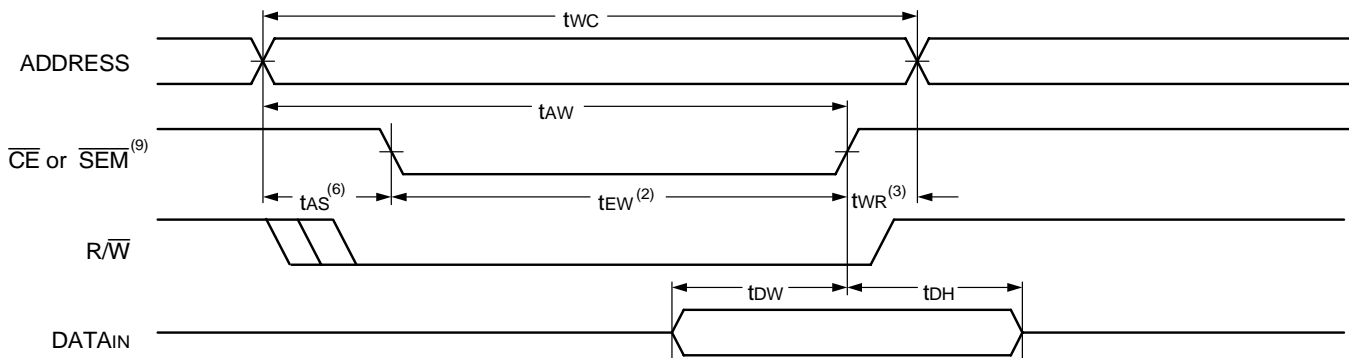 tWC
ADDRESS
tAW
CE or SEM(9)
tAS(6)
tEW(2)
tWR(3)
R/W
tDW
tDH
DATAIN